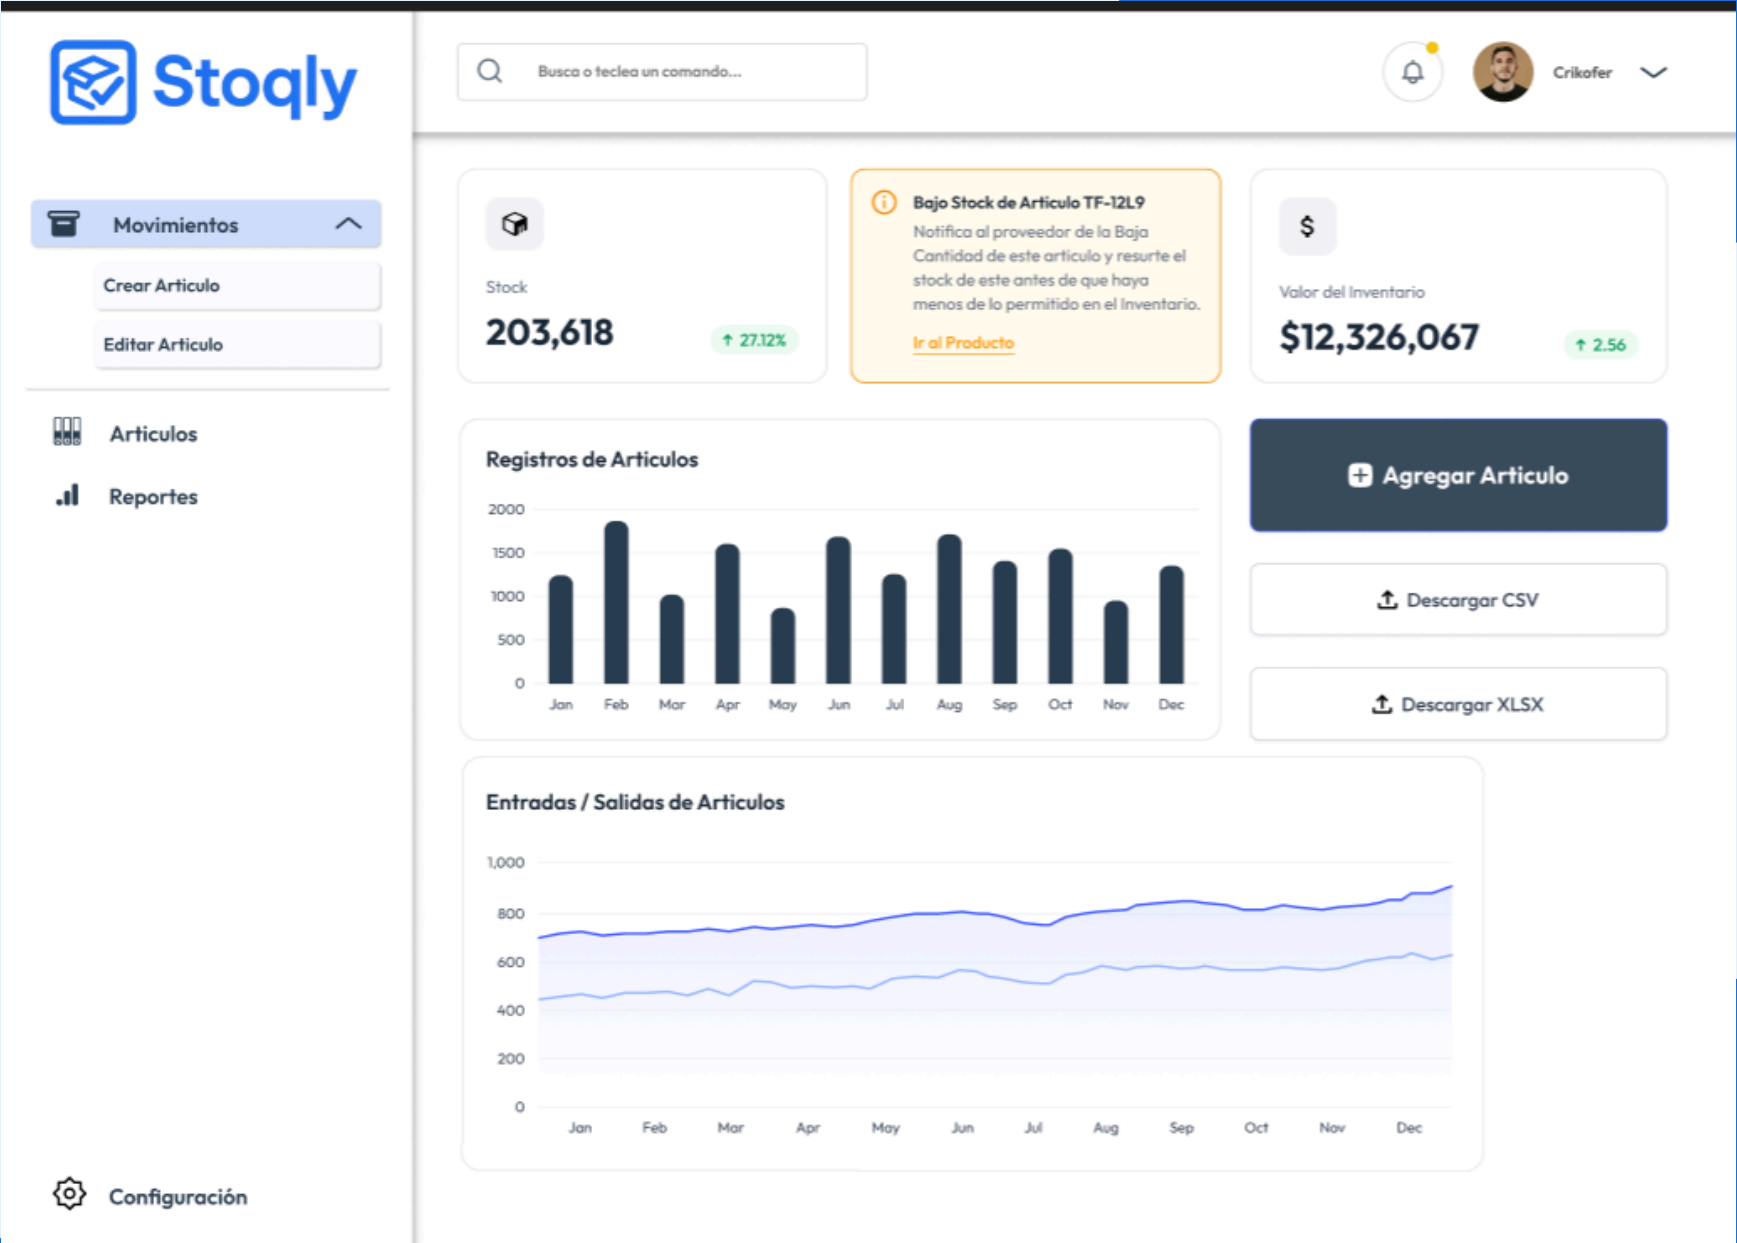 Stoqly
Busca o teclea un comando...
Crikofer
Movimientos
Crear Articulo
Editar Articulo
Articulos
Reportes
Configuración
Stock
203,618
↑ 27.12%
Bajo Stock de Articulo TF-12L9
Notifica al proveedor de la Baja
Cantidad de este articulo y resurte el
stock de este antes de que haya
menos de lo permitido en el Inventario.
Ir al Producto
$
Valor del Inventario
$12,326,067
↑ 2.56
Registros de Articulos
2000
1500
1000
500
0
Jan Feb Mar Apr May Jun Jul Aug Sep Oct Nov Dec
Agregar Articulo
Descargar CSV
Descargar XLSX
Entradas / Salidas de Articulos
1,000
800
600
400
200
0
Jan Feb Mar Apr May Jun Jul Aug Sep Oct Nov Dec